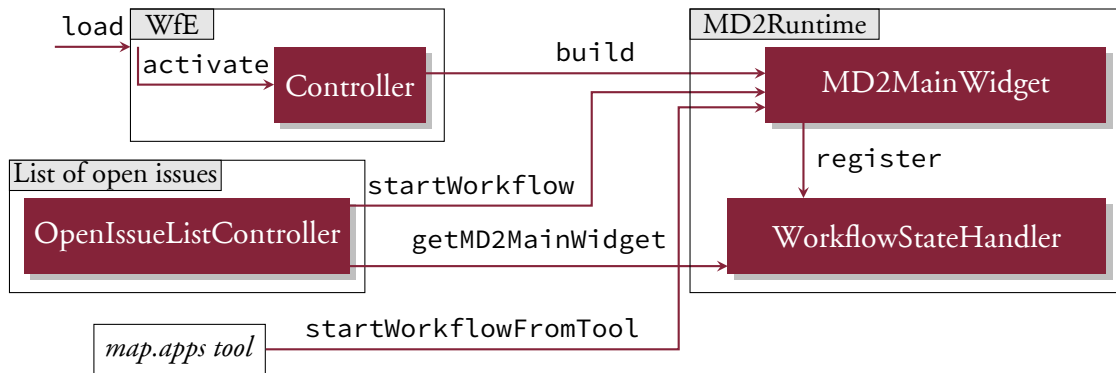 load
WfE
MD2Runtime
activate
Controller
build
MD2MainWidget
register
List of open issues
startWorkflow
OpenIssueListController
getMD2MainWidget
WorkflowStateHandler
startWorkflowFromTool
map.apps tool